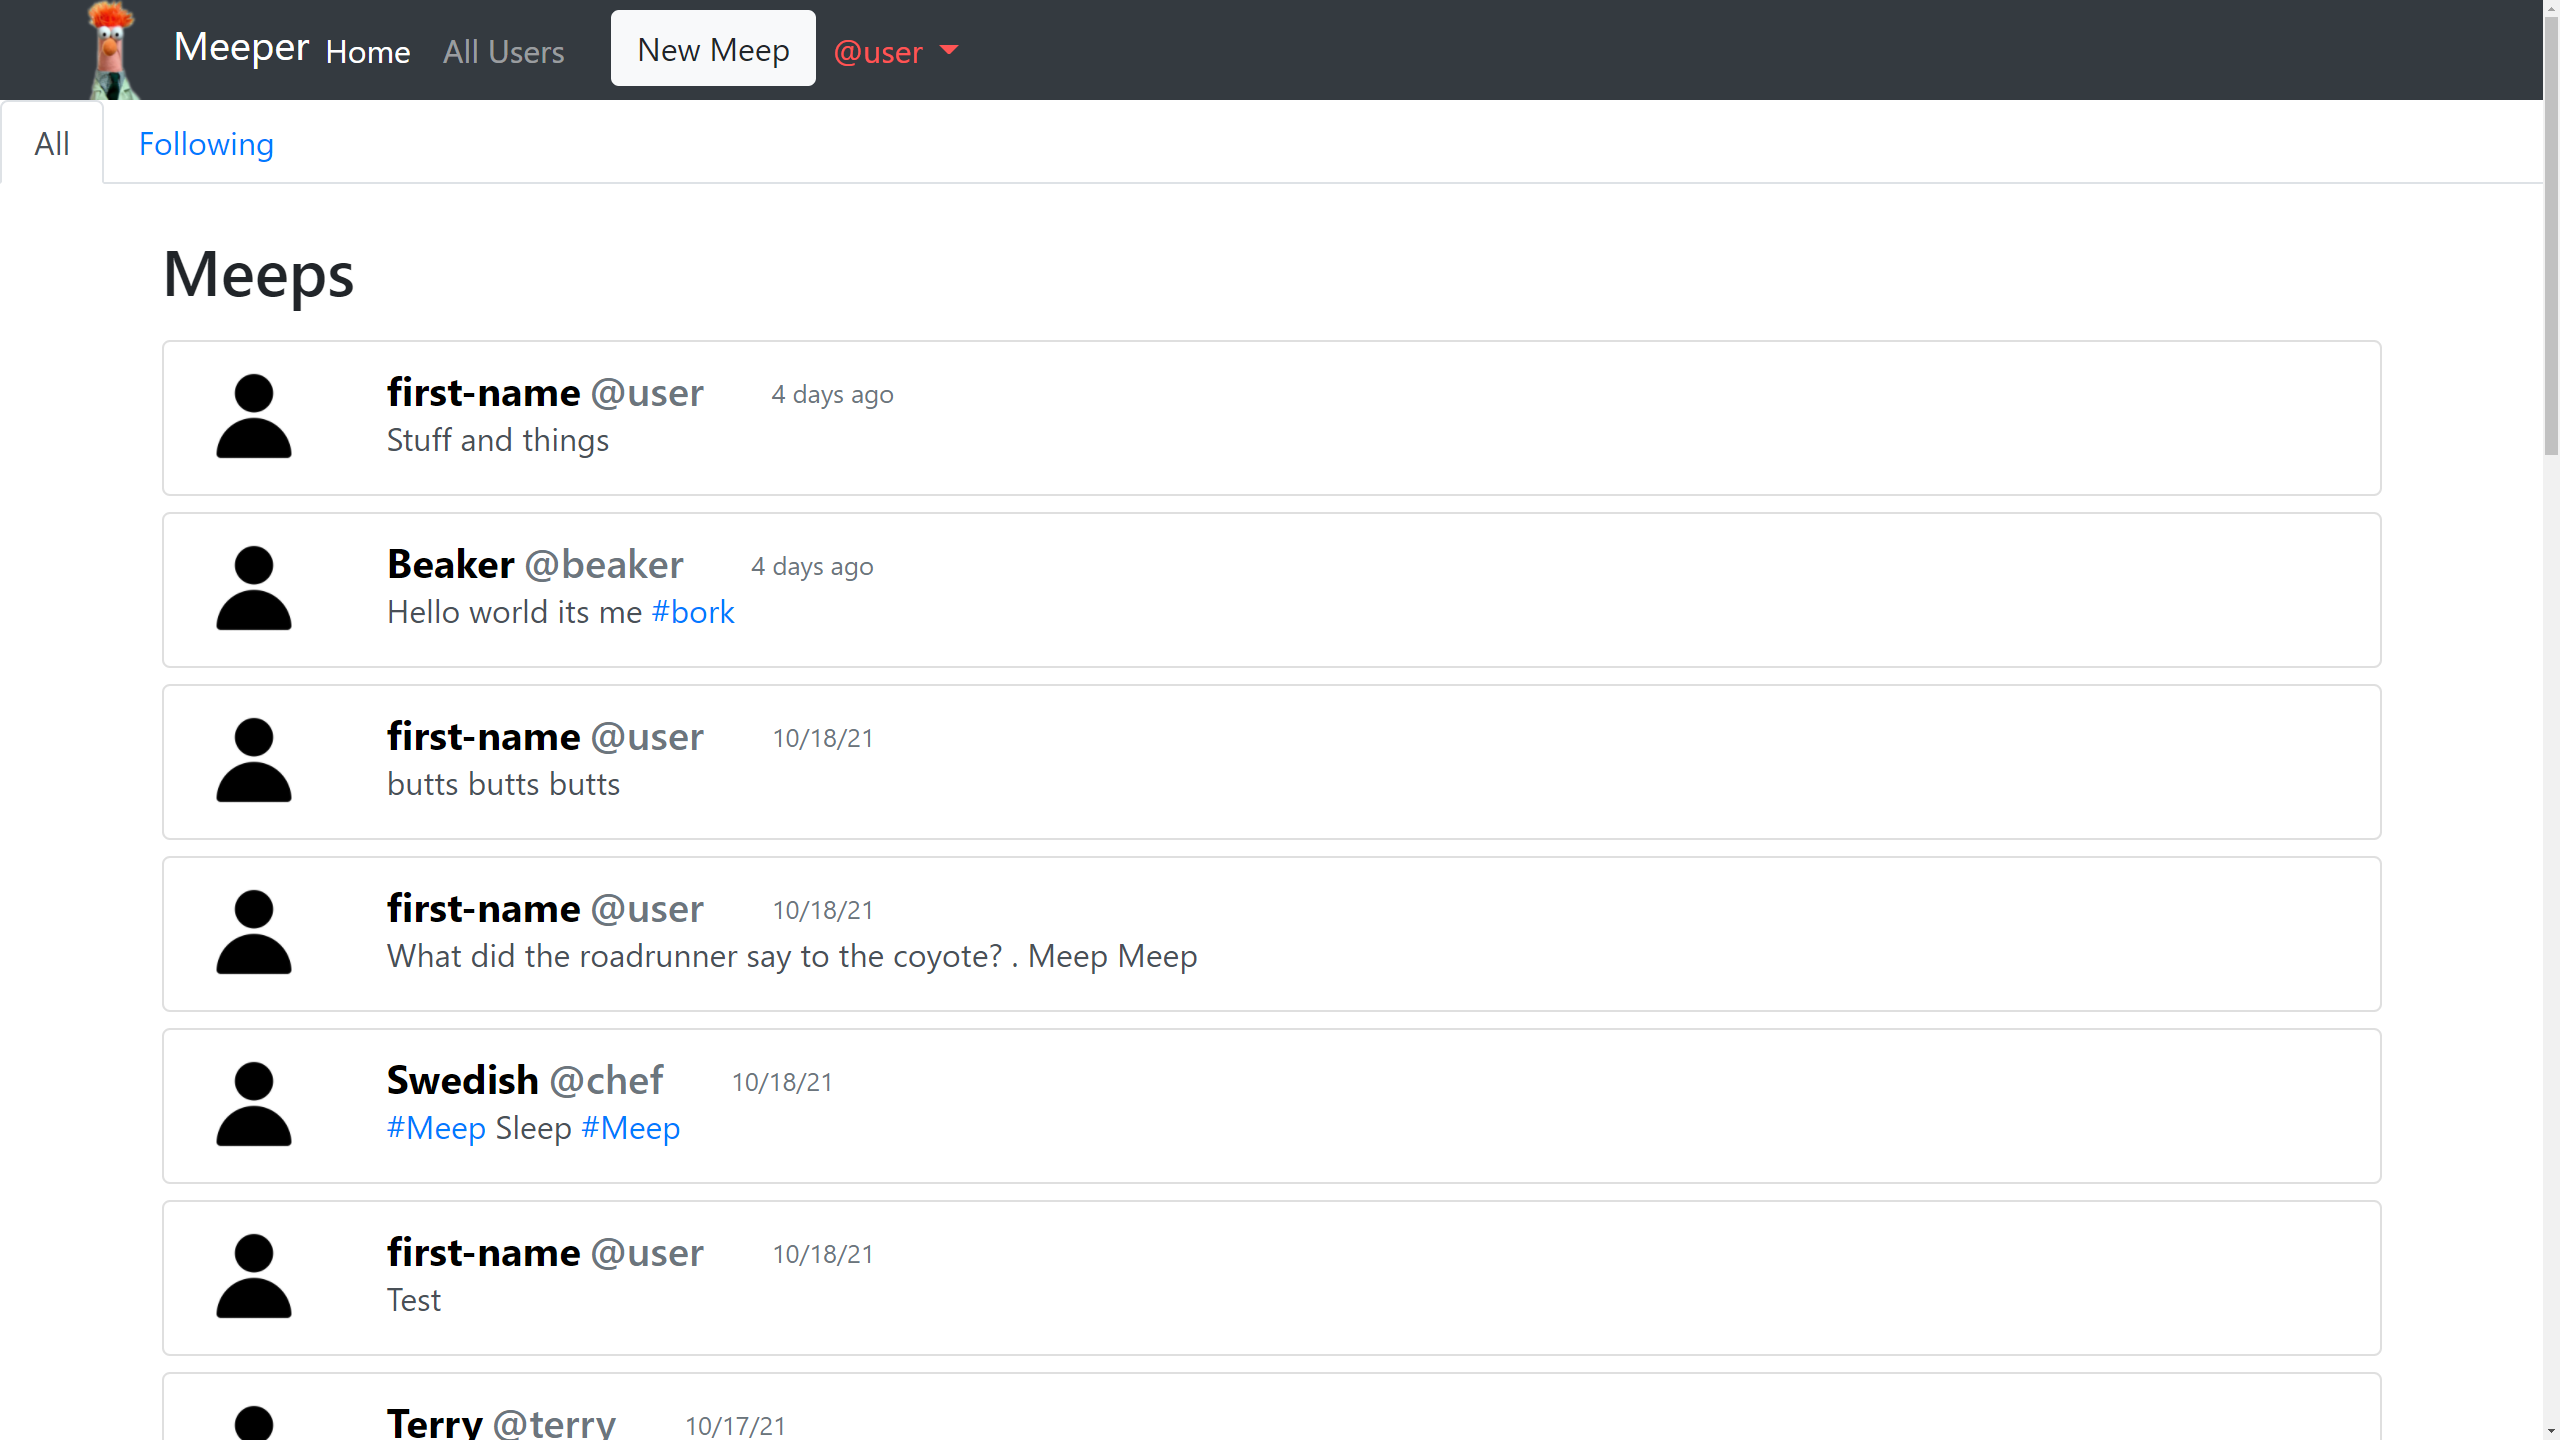 Meeper Home All Users New Meep @user
All Following
Meeps
first-name @user 4 days ago
Stuff and things
Beaker @beaker 4 days ago
Hello world its me #bork
first-name @user 10/18/21
butts butts butts
first-name @user 10/18/21
What did the roadrunner say to the coyote? . Meep Meep
Swedish @chef 10/18/21
#Meep Sleep #Meep
first-name @user 10/18/21
Test
Terry @terry 10/17/21